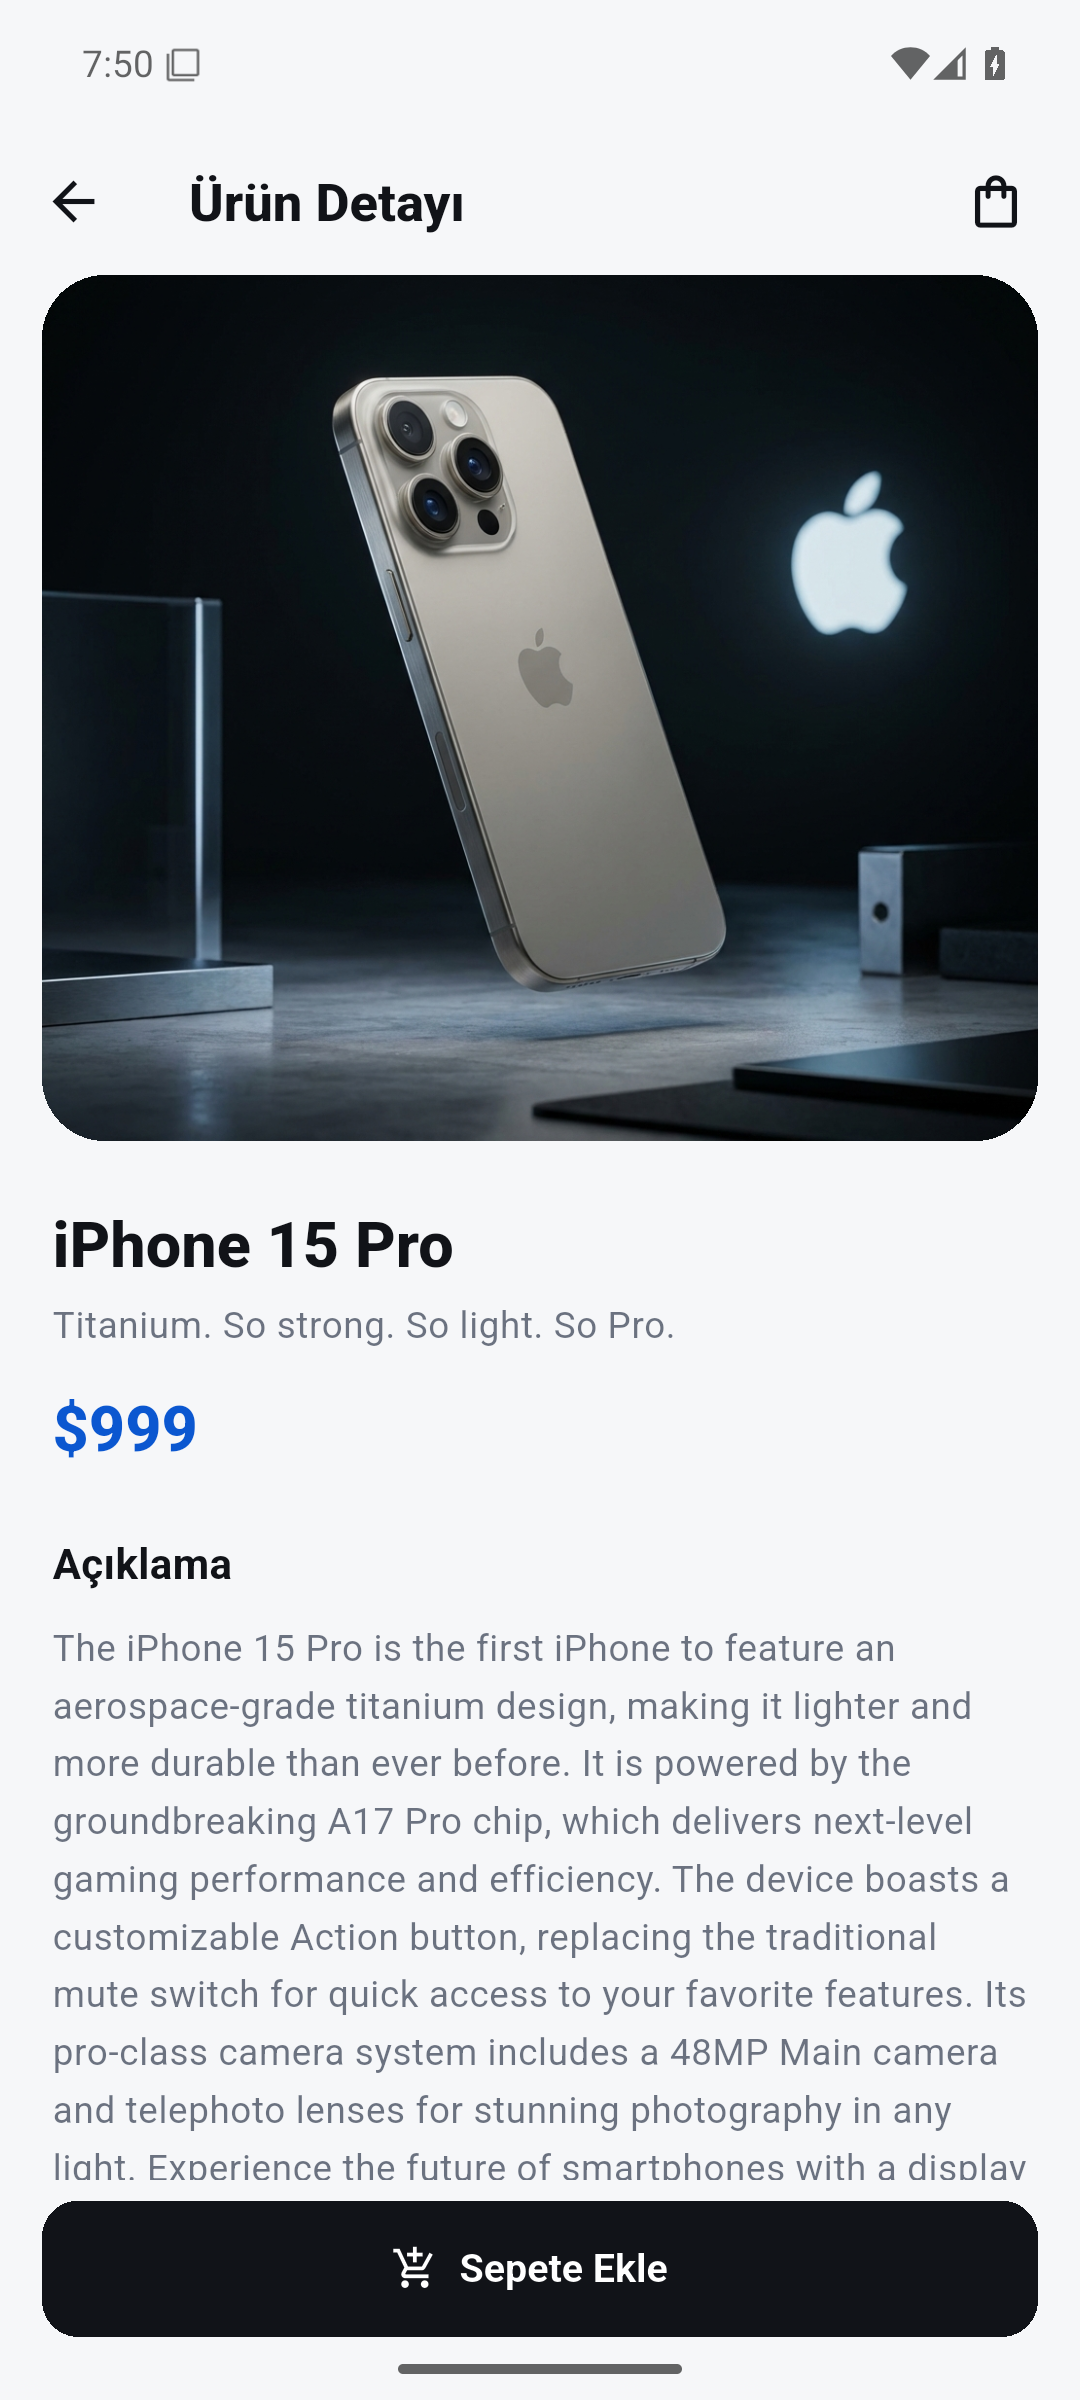 7:50
Ürün Detayı
iPhone 15 Pro
Titanium. So strong. So light. So Pro.
$999
Açıklama
The iPhone 15 Pro is the first iPhone to feature an
aerospace-grade titanium design, making it lighter and
more durable than ever before. It is powered by the
groundbreaking A17 Pro chip, which delivers next-level
gaming performance and efficiency. The device boasts a
customizable Action button, replacing the traditional
mute switch for quick access to your favorite features. Its
pro-class camera system includes a 48MP Main camera
and telephoto lenses for stunning photography in any
light. Experience the future of smartphones with a display
Sepete Ekle